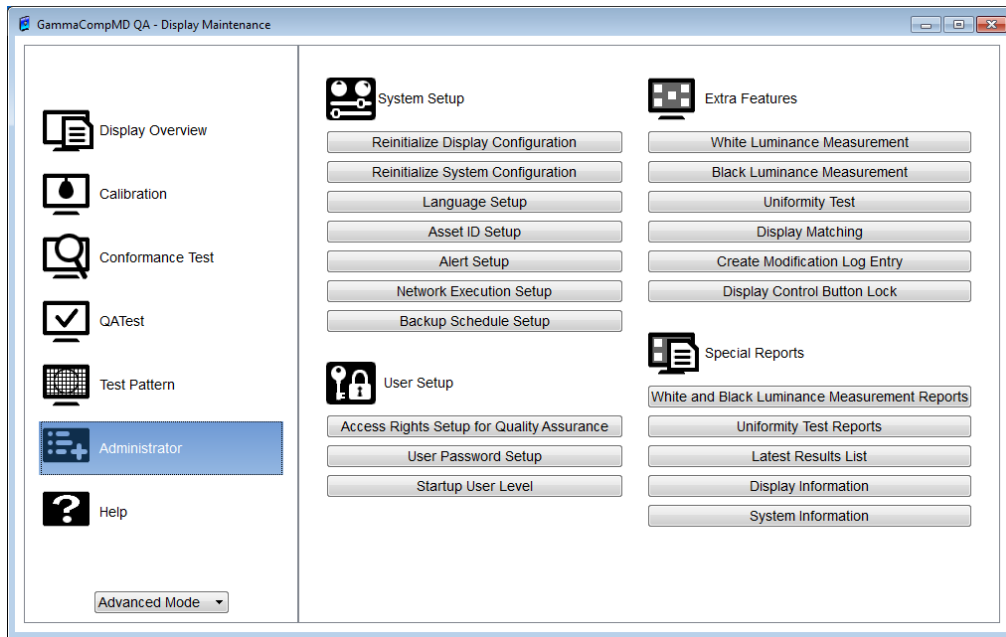 GammaCompMD QA - Display Maintenance
Display Overview
Calibration
Conformance Test
QATest
Test Pattern
Administrator
Help
Advanced Mode
System Setup
Reinitialize Display Configuration
Reinitialize System Configuration
Language Setup
Asset ID Setup
Alert Setup
Network Execution Setup
Backup Schedule Setup
User Setup
Access Rights Setup for Quality Assurance
User Password Setup
Startup User Level
Extra Features
White Luminance Measurement
Black Luminance Measurement
Uniformity Test
Display Matching
Create Modification Log Entry
Display Control Button Lock
Special Reports
White and Black Luminance Measurement Reports
Uniformity Test Reports
Latest Results List
Display Information
System Information